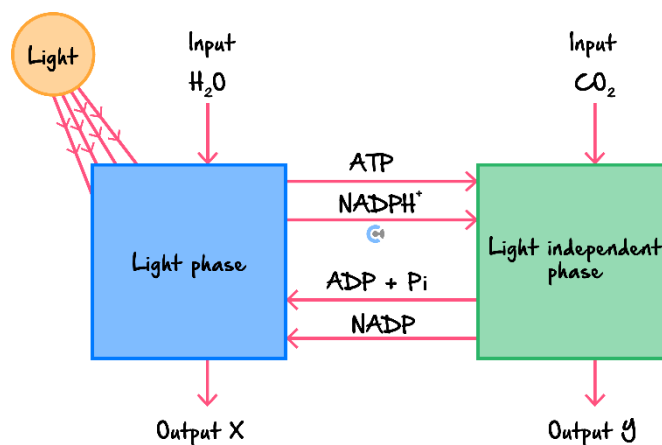 Light
Input
H₂O
Input
CO₂
ATP
NADPH⁺
Light phase
Light independent
phase
ADP + Pi
NADP
Output X
Output Y